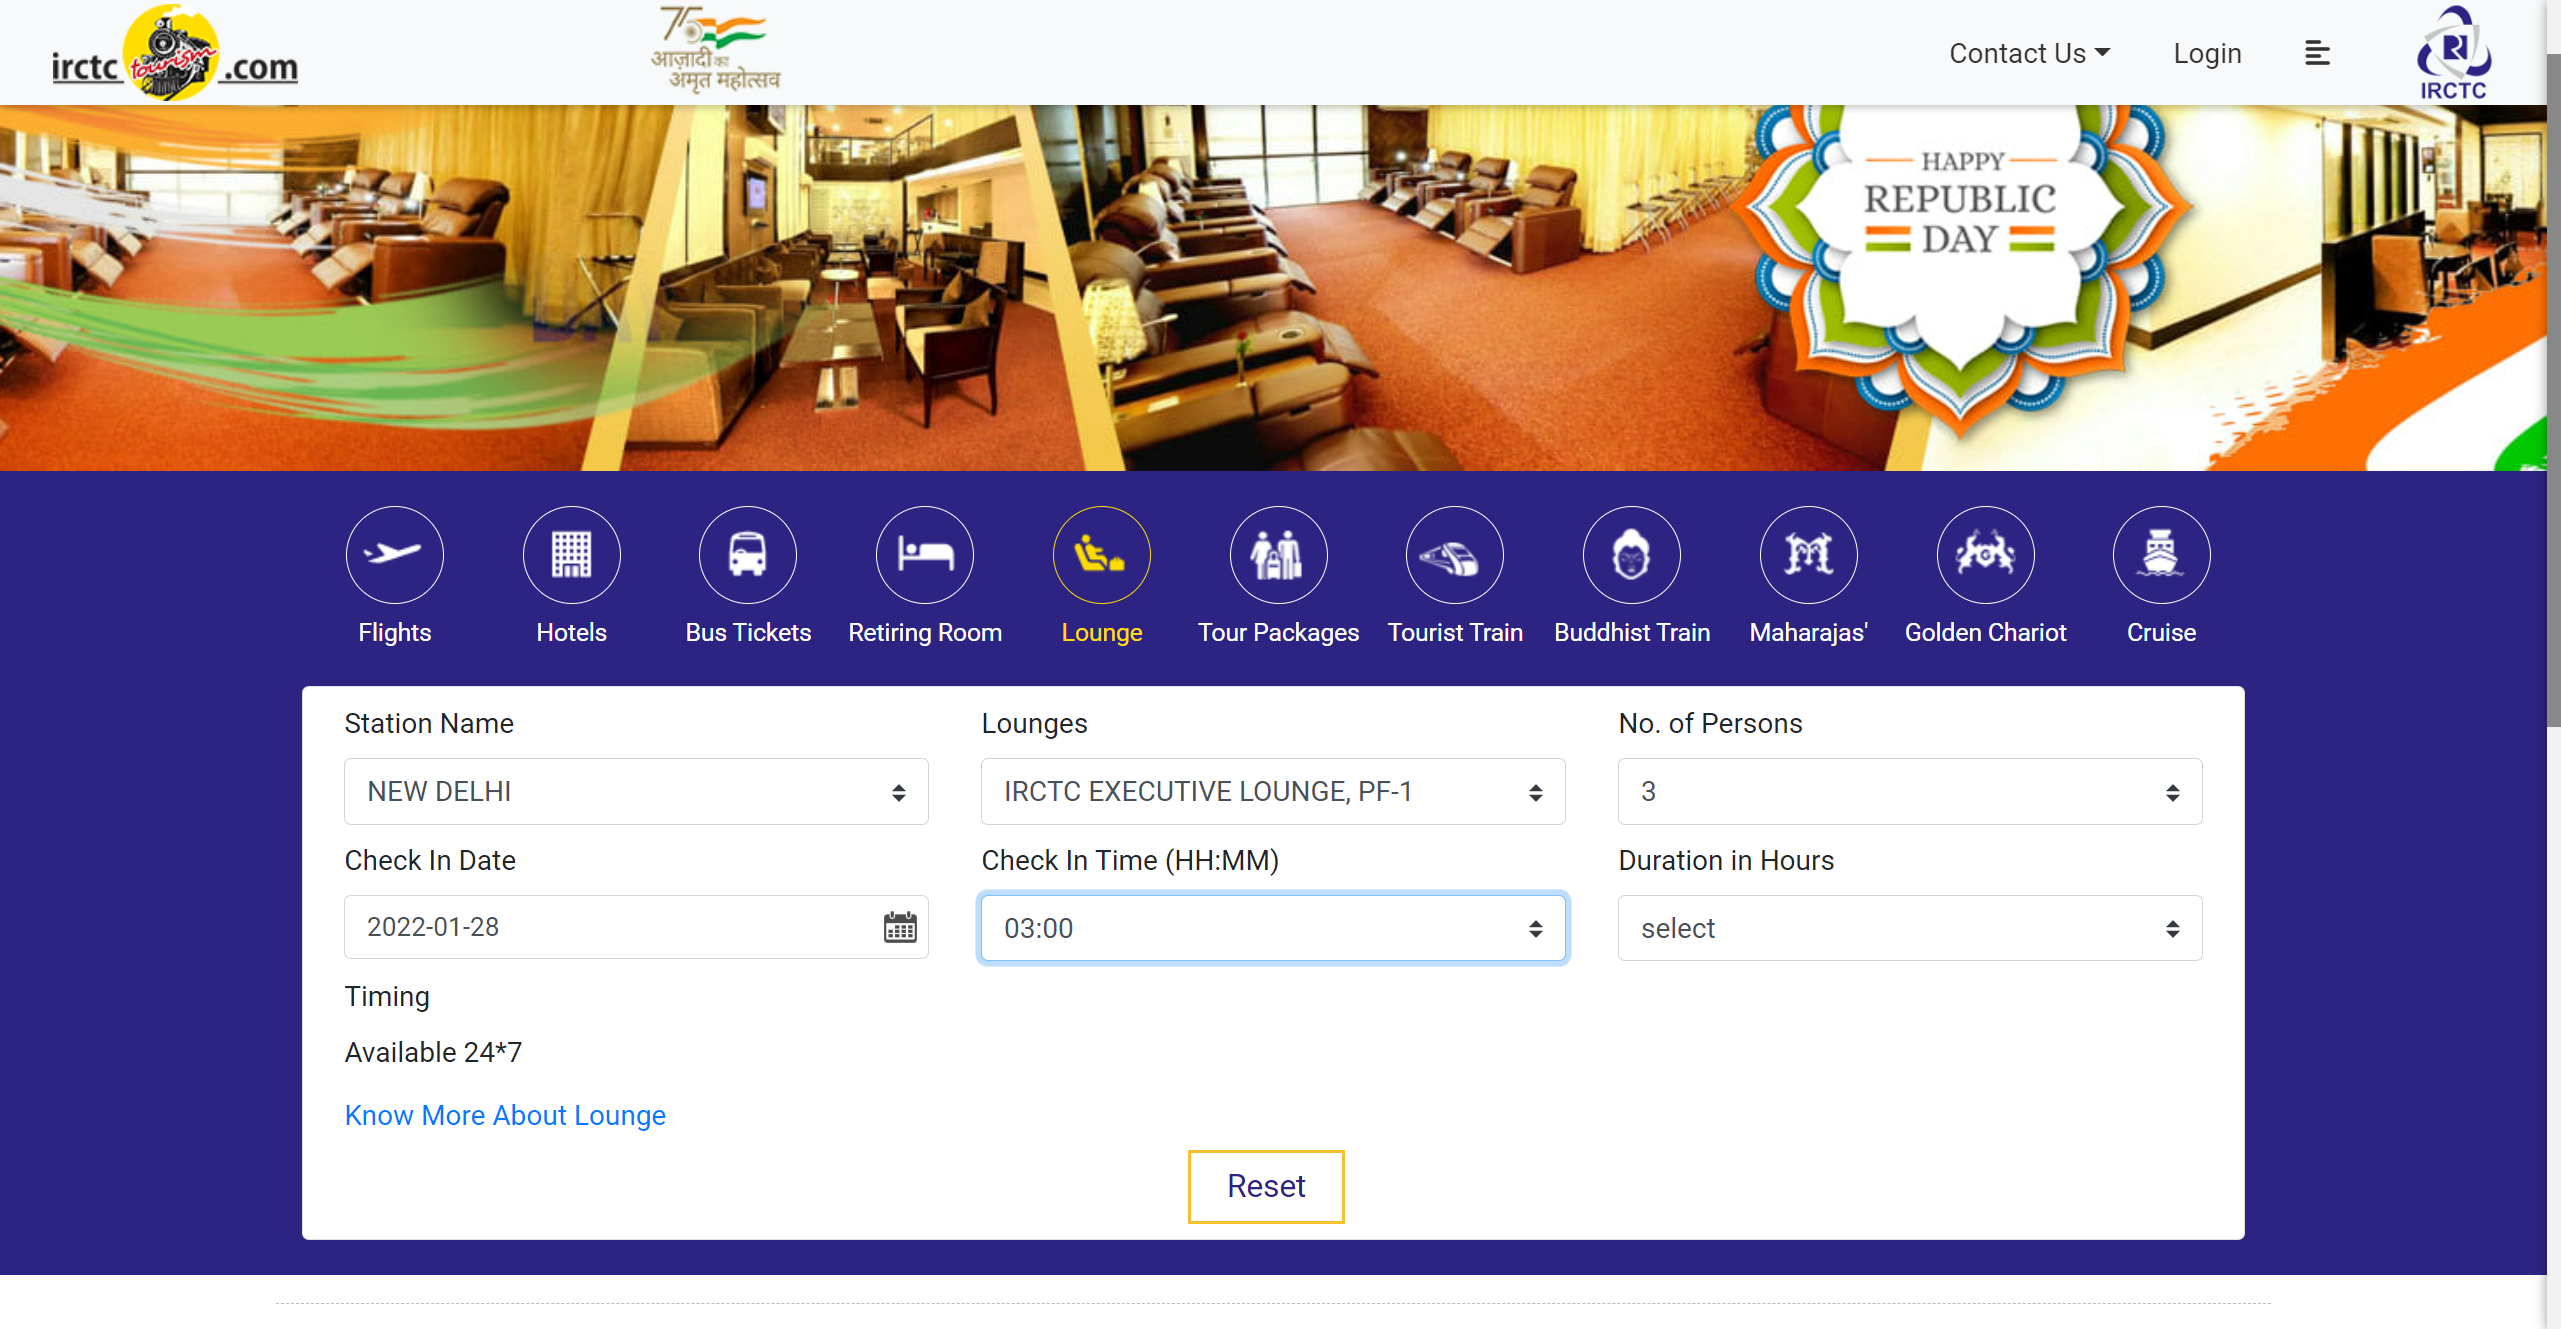 irctc tourism .com
75
आज़ादी का
अमृत महोत्सव
Contact Us
Login
IRCTC
HAPPY
REPUBLIC
DAY
Flights
Hotels
Bus Tickets
Retiring Room
Lounge
Tour Packages
Tourist Train
Buddhist Train
Maharajas'
Golden Chariot
Cruise
Station Name
Lounges
No. of Persons
NEW DELHI
IRCTC EXECUTIVE LOUNGE, PF-1
3
Check In Date
Check In Time (HH:MM)
Duration in Hours
2022-01-28
03:00
select
Timing
Available 24*7
Know More About Lounge
Reset